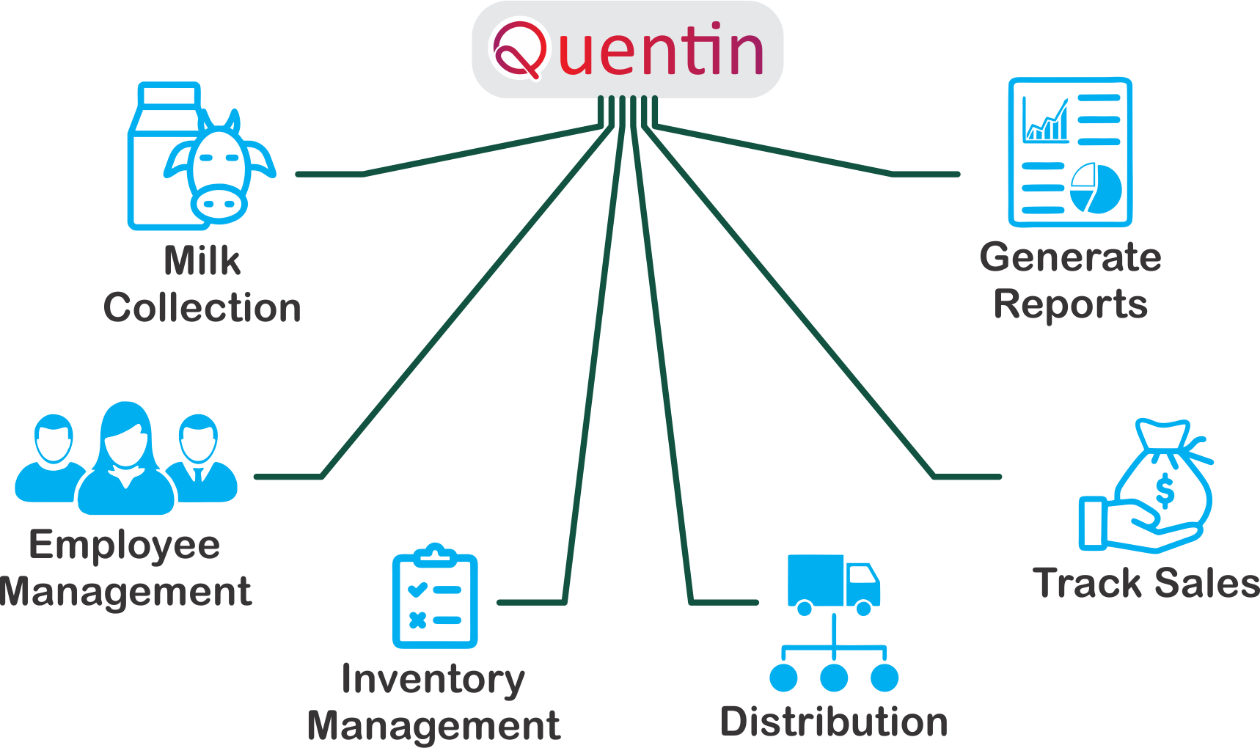 Quentin
Milk
Collection
Generate
Reports
Employee
Management
Track Sales
Inventory
Management
Distribution
$